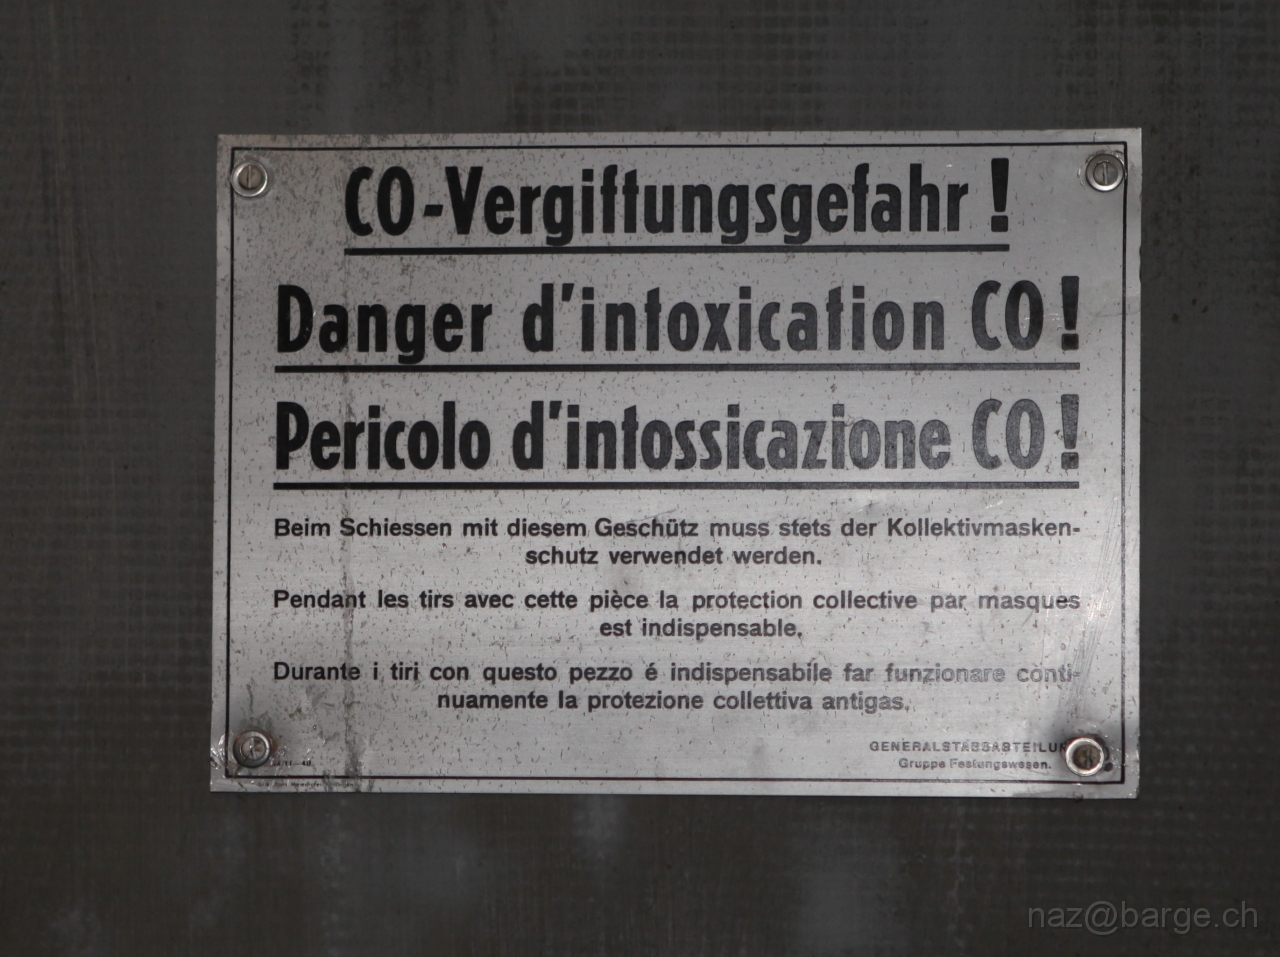 CO-Vergiftungsgefahr !
Danger d'intoxication CO !
Pericolo d'intossicazione CO !
Beim Schiessen mit diesem Geschütz muss stets der Kollektivmasken-
schutz verwendet werden.
Pendant les tirs avec cette pièce la protection collective par masques
est indispensable.
Durante i tiri con questo pezzo é indispensabile far funzionare conti-
nuamente la protezione collettiva antigas.
Gruppe Festungswesen.
naz@barge.ch